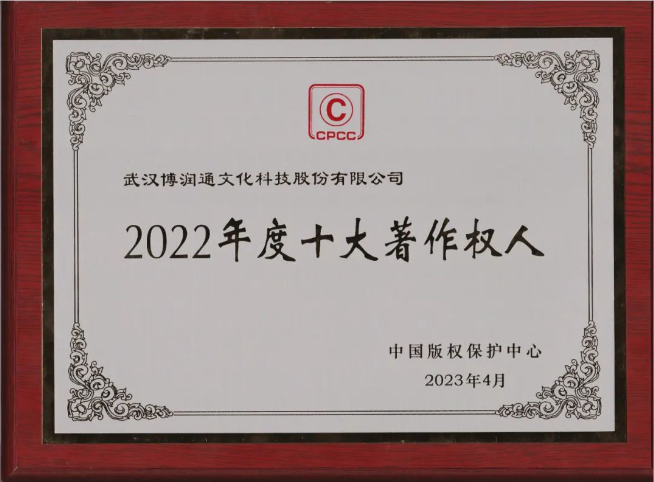 C
CPCC
武汉博润通文化科技股份有限公司
2022年度十大著作权人
中国版权保护中心
2023年4月